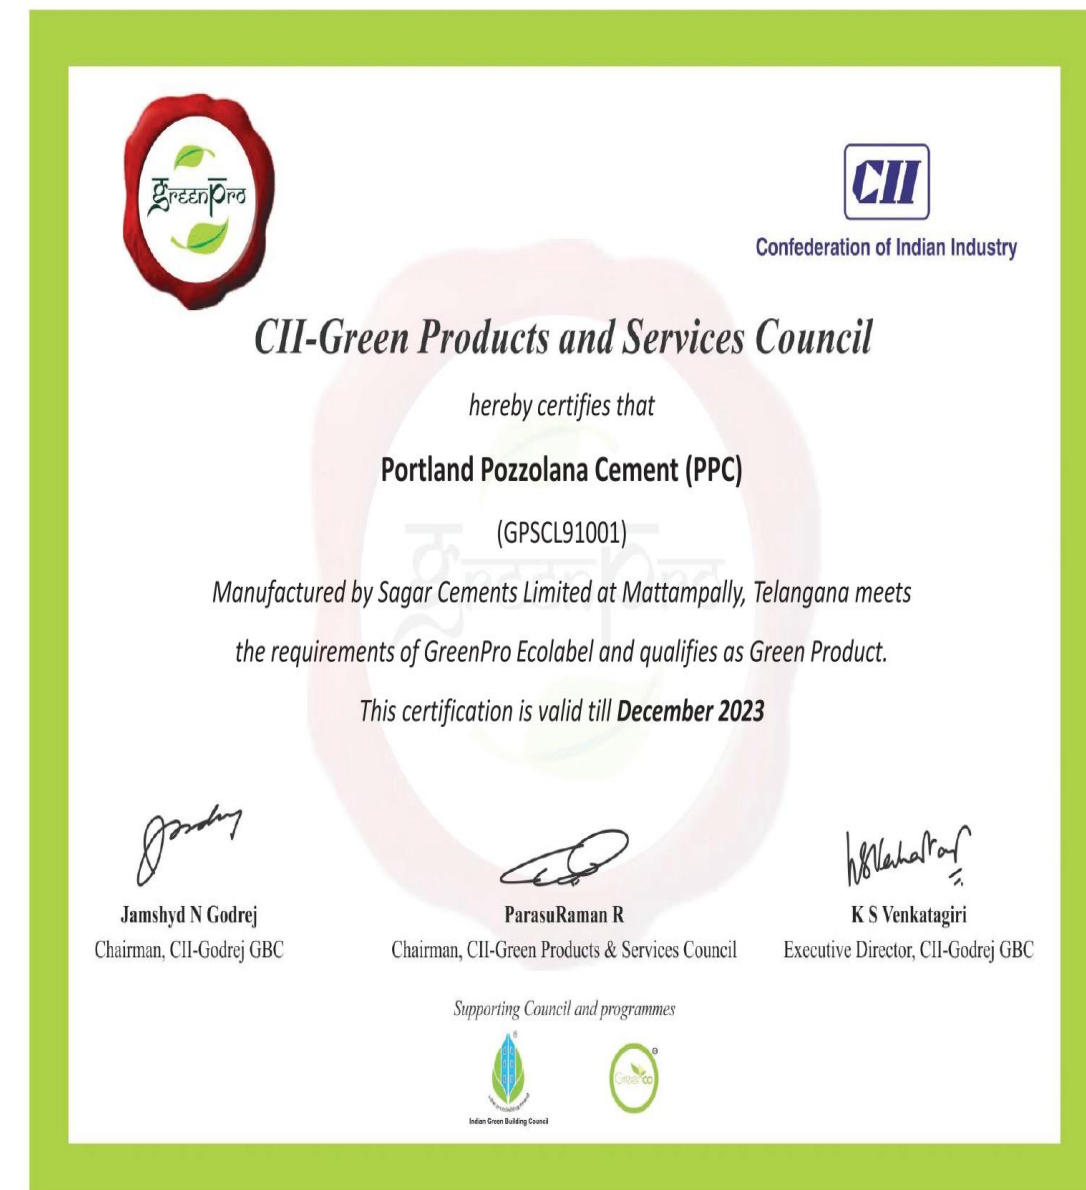 GreenPro
CII
Confederation of Indian Industry
CII-Green Products and Services Council
hereby certifies that
Portland Pozzolana Cement (PPC)
(GPSCL91001)
Manufactured by Sagar Cements Limited at Mattampally, Telangana meets
the requirements of GreenPro Ecolabel and qualifies as Green Product.
This certification is valid till December 2023
Jamshyd N Godrej
Chairman, CII-Godrej GBC
ParasuRaman R
Chairman, CII-Green Products & Services Council
K S Venkatagiri
Executive Director, CII-Godrej GBC
Supporting Council and programmes
Indian Green Building Council
GreenCo